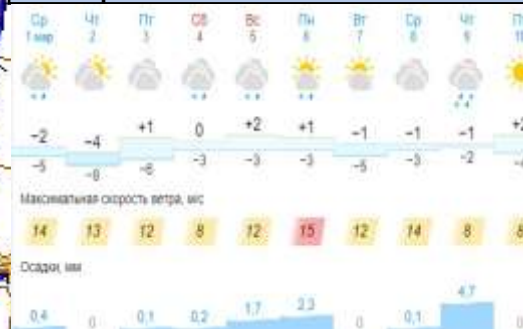 Ср Чт Пт Сб Вс Пн Вт Ср Чт
1 мар 2 3 4 5 6 7 8 9
−2 −4 +1 0 +2 +1 −1 −1 −1
−5 −8 −6 −3 −3 −3 −5 −3 −2
Максимальная скорость ветра, м/с
14 13 12 8 12 15 12 14 8
Осадки, мм
0,4 0 0,1 0,2 1,7 2,3 0 0,1 4,7